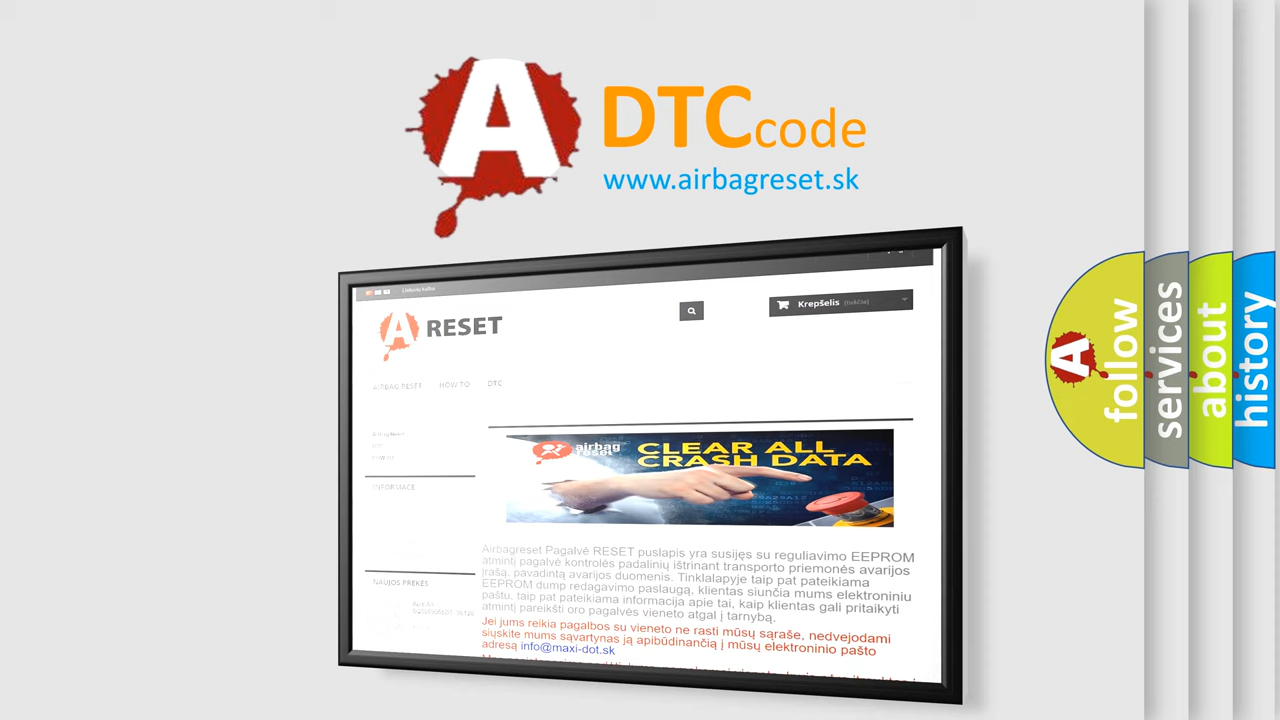 A
DTCcode
www.airbagreset.sk
Lietuvių kalba
A RESET
Krepšelis (tuščia)
AIRBAG RESET HOW TO DTC
INFORMACE
airbag
reset
CLEAR ALL
CRASH DATA
Airbagreset Pagalvė RESET puslapis yra susijęs su reguliavimo EEPROM
atmintį pagalvė kontrolės padalinių ištrinant transporto priemonės avarijos
įrašą, pavadintą avarijos duomenis. Tinklalapyje taip pat pateikiama
EEPROM dump redagavimo paslaugą, klientas siunčia mums elektroniniu
paštu, taip pat pateikiama informacija apie tai, kaip klientas gali pritaikyti
atmintį pareikšti oro pagalvės vieneto atgal į tarnybą.
Jei jums reikia pagalbos su vieneto ne rasti mūsų sąraše, nedvejodami
siųskite mums sąvartynas ją apibūdinančią į mūsų elektroninio pašto
adresą info@maxi-dot.sk
NAUJOS PREKĖS
A follow
services
about
history